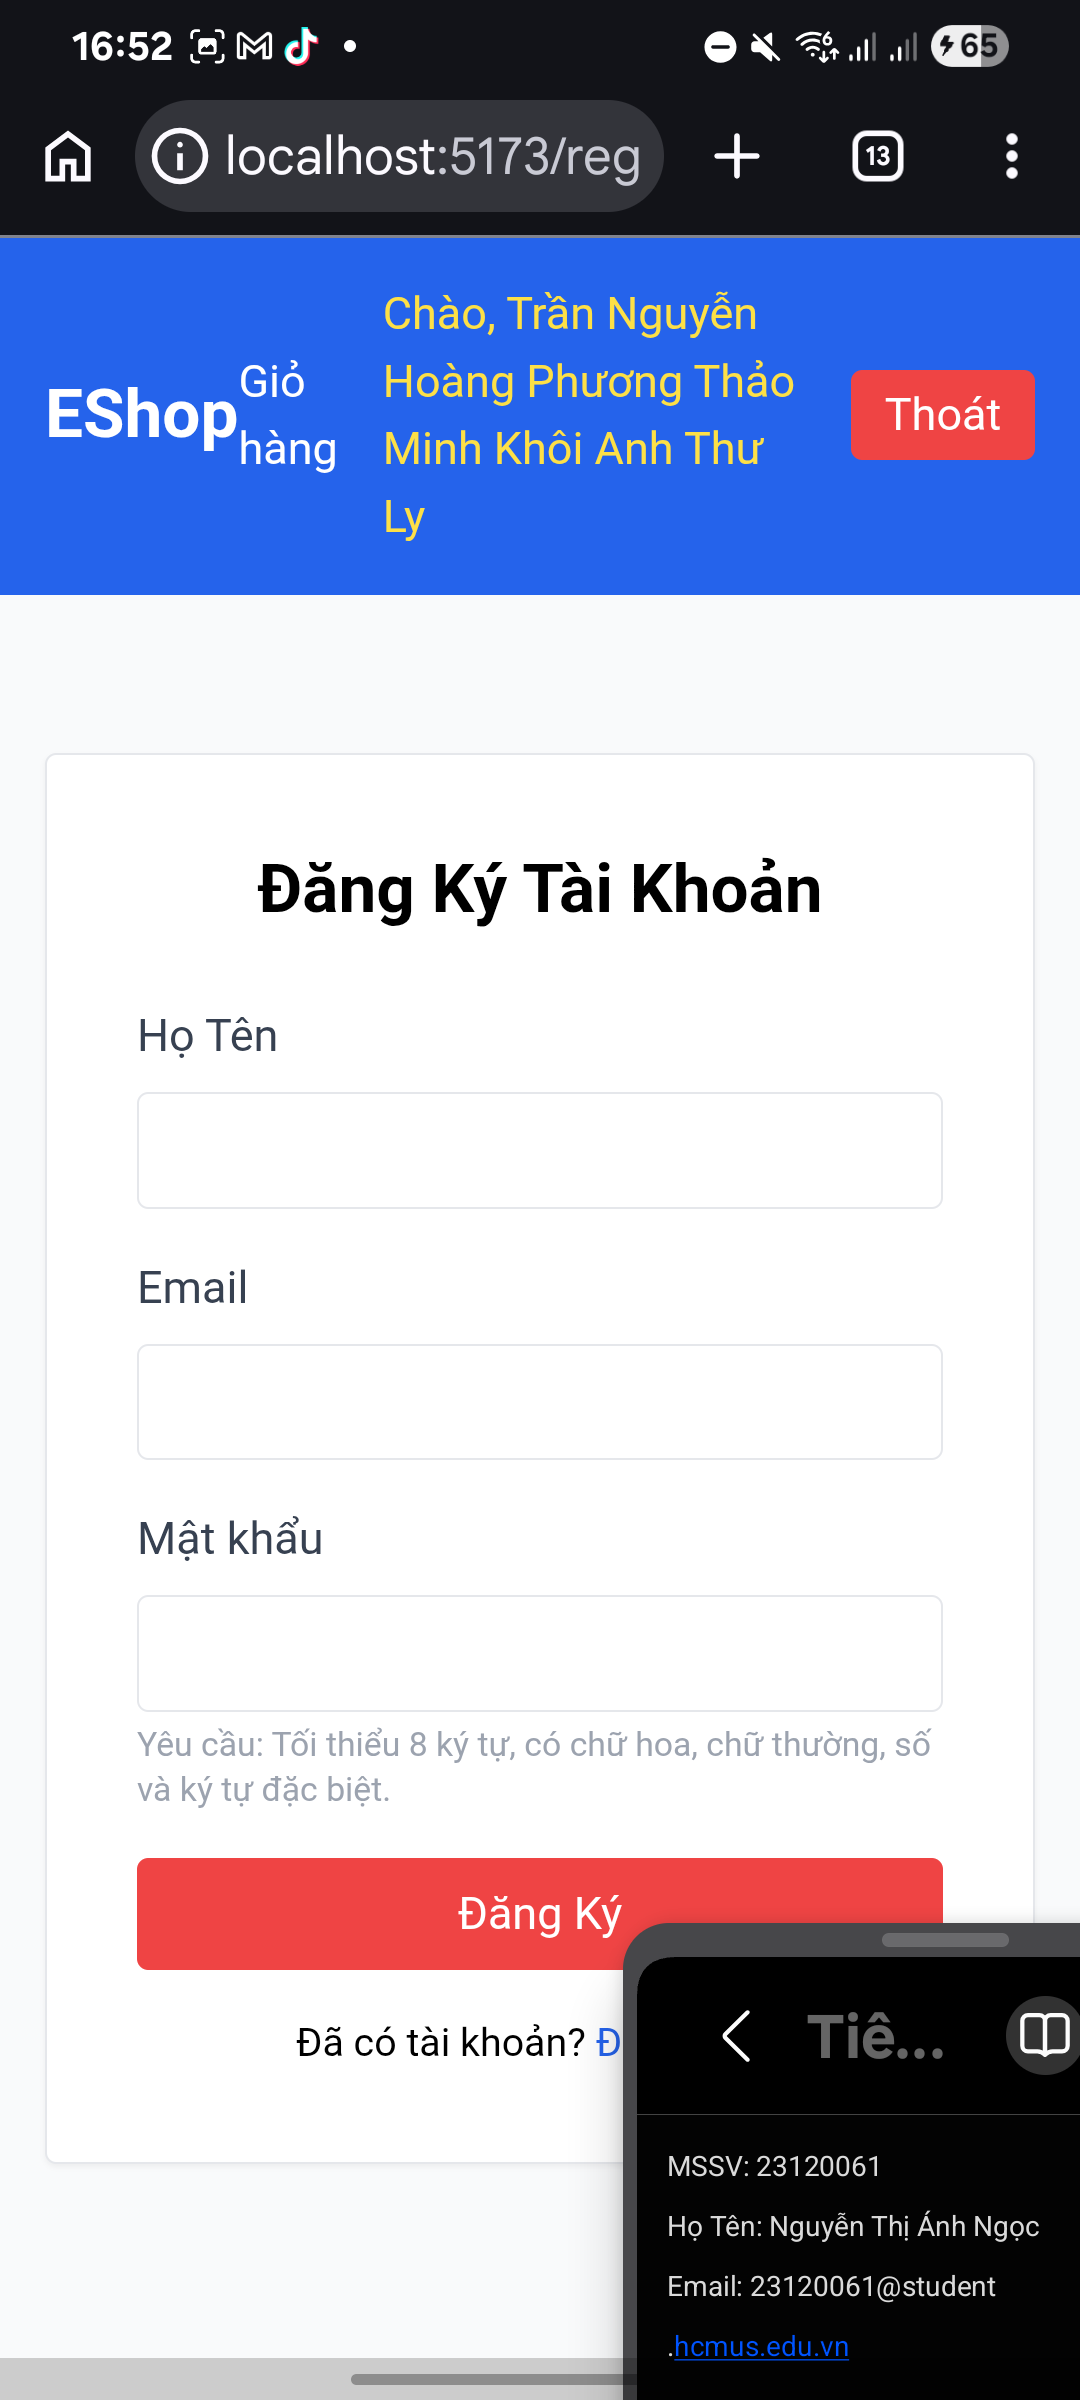 16:52
65
localhost:5173/reg
13
EShop
Giỏ
hàng
Chào, Trần Nguyễn
Hoàng Phương Thảo
Minh Khôi Anh Thư
Ly
Thoát
Đăng Ký Tài Khoản
Họ Tên
Email
Mật khẩu
Yêu cầu: Tối thiểu 8 ký tự, có chữ hoa, chữ thường, số
và ký tự đặc biệt.
Đăng Ký
Đã có tài khoản? Đ
Tiê...
MSSV: 23120061
Họ Tên: Nguyễn Thị Ánh Ngọc
Email: 23120061@student
.hcmus.edu.vn